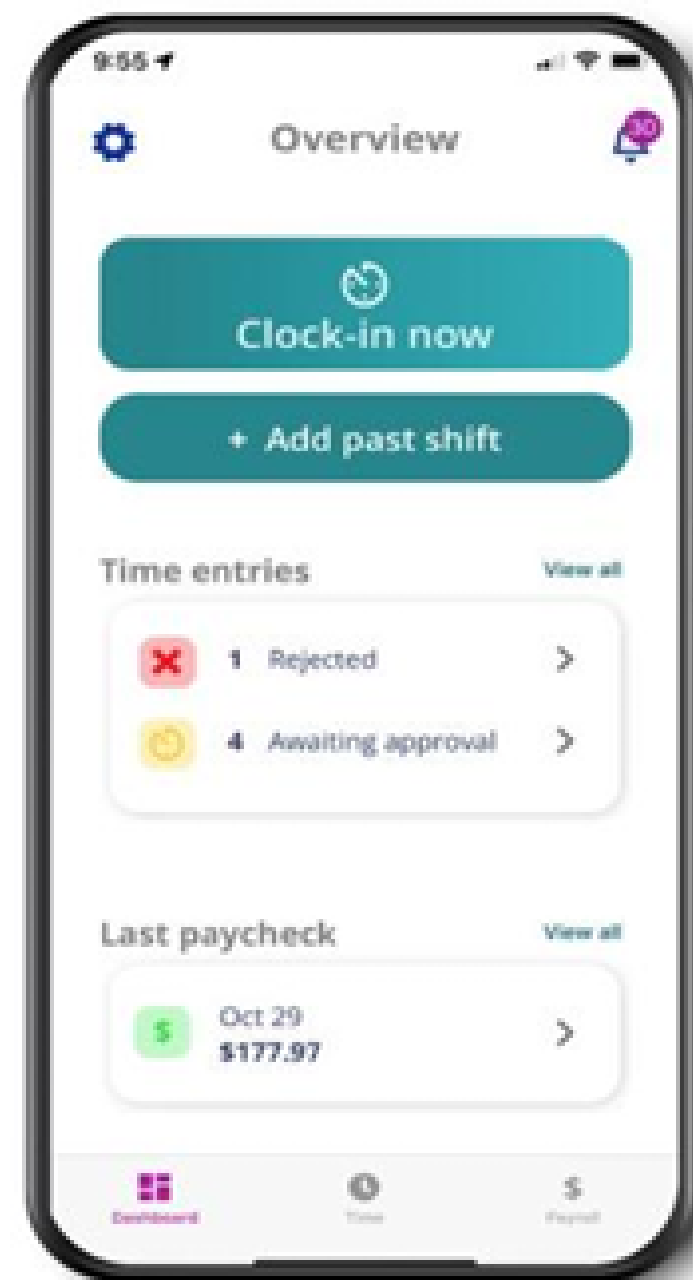 9:55
Overview
30
Clock-in now
+ Add past shift
Time entries View all
1 Rejected
4 Awaiting approval
Last paycheck View all
$ Oct 29
$177.97
$
Dashboard Time Payroll